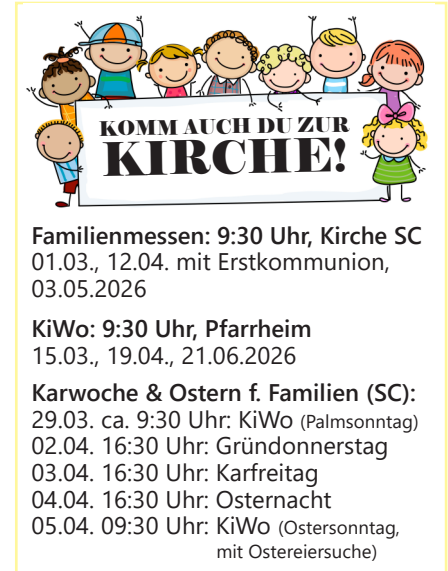 KOMM AUCH DU ZUR
KIRCHE!
Familienmessen: 9:30 Uhr, Kirche SC
01.03., 12.04. mit Erstkommunion,
03.05.2026
KiWo: 9:30 Uhr, Pfarrheim
15.03., 19.04., 21.06.2026
Karwoche & Ostern f. Familien (SC):
29.03. ca. 9:30 Uhr: KiWo (Palmsonntag)
02.04. 16:30 Uhr: Gründonnerstag
03.04. 16:30 Uhr: Karfreitag
04.04. 16:30 Uhr: Osternacht
05.04. 09:30 Uhr: KiWo (Ostersonntag,
mit Ostereiersuche)